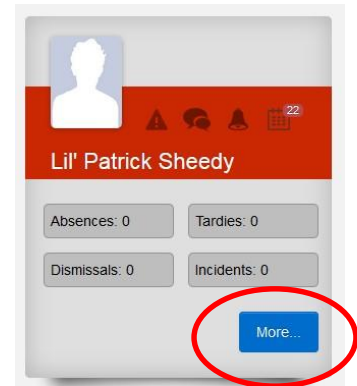 22
Lil' Patrick Sheedy
Absences: 0 Tardies: 0
Dismissals: 0 Incidents: 0
More...